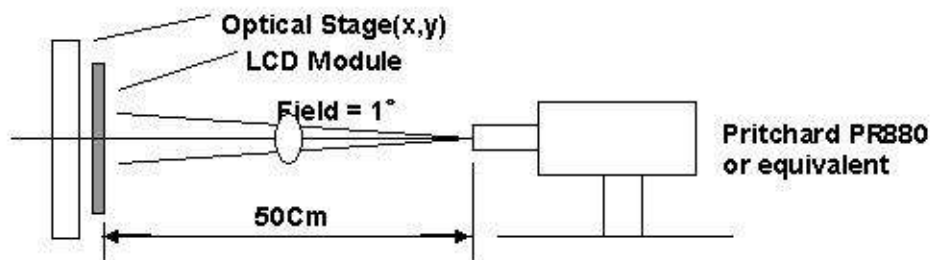 Optical Stage(x,y)
LCD Module
Field = 1°
Pritchard PR880
or equivalent
50Cm